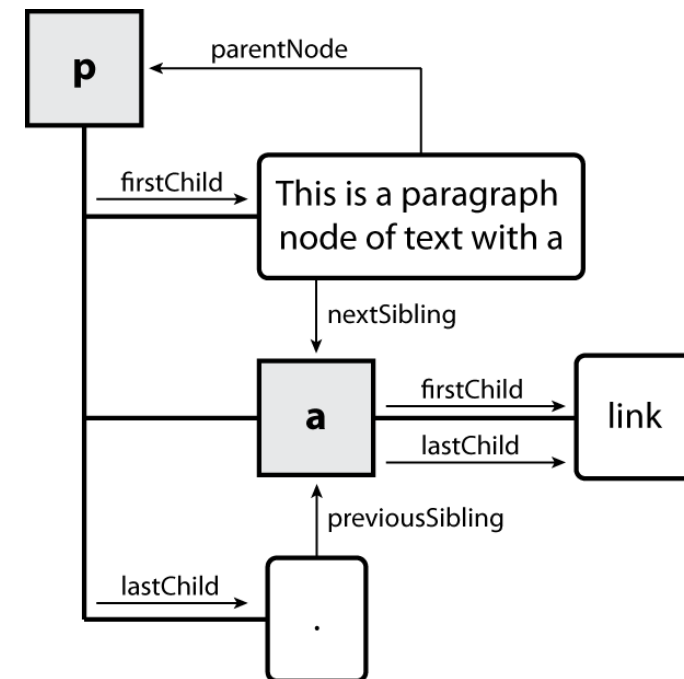 p
parentNode
firstChild
This is a paragraph
node of text with a
nextSibling
a
firstChild
lastChild
link
previousSibling
lastChild
.